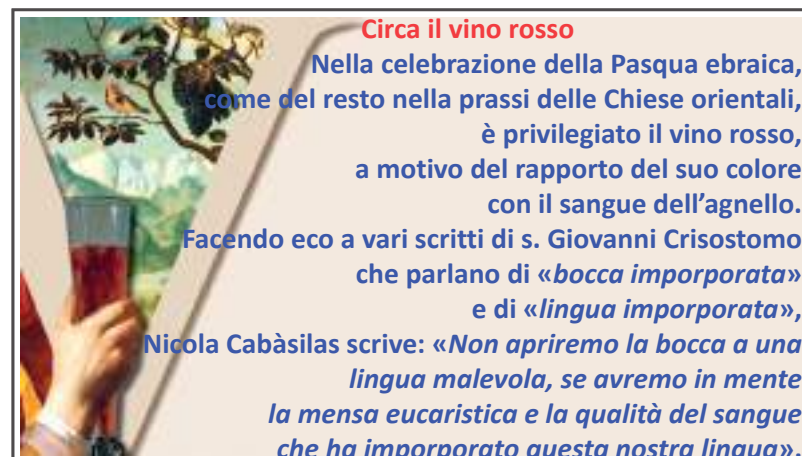 Circa il vino rosso
Nella celebrazione della Pasqua ebraica,
come del resto nella prassi delle Chiese orientali,
è privilegiato il vino rosso,
a motivo del rapporto del suo colore
con il sangue dell’agnello.
Facendo eco a vari scritti di s. Giovanni Crisostomo
che parlano di «bocca imporporata»
e di «lingua imporporata»,
Nicola Cabàsilas scrive: «Non apriremo la bocca a una
lingua malevola, se avremo in mente
la mensa eucaristica e la qualità del sangue
che ha imporporato questa nostra lingua».